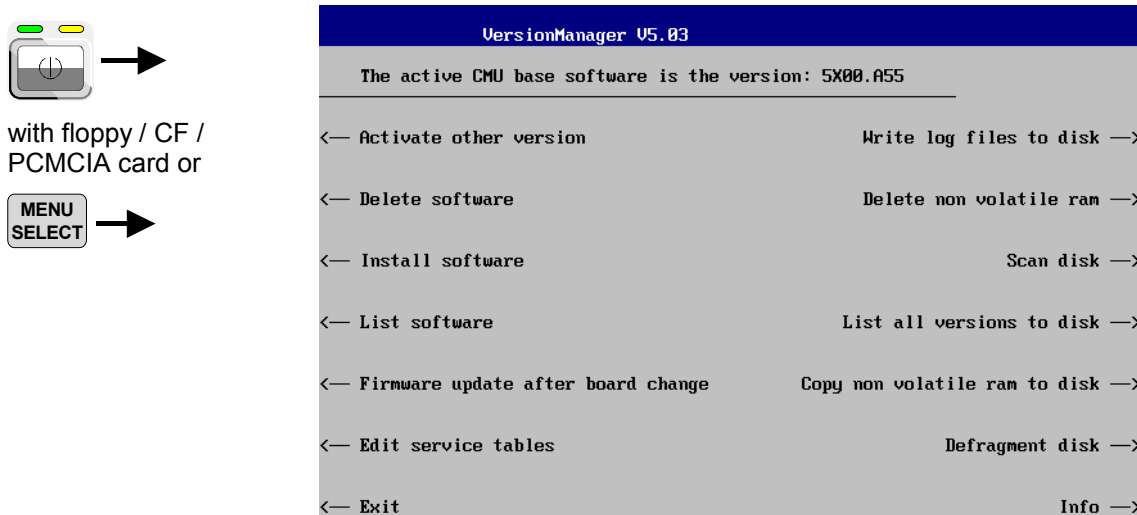 with floppy / CF /
PCMCIA card or
MENU
SELECT
VersionManager V5.03
The active CMU base software is the version: 5X00.A55
<— Activate other version
Write log files to disk —>
<— Delete software
Delete non volatile ram —>
<— Install software
Scan disk —>
<— List software
List all versions to disk —>
<— Firmware update after board change
Copy non volatile ram to disk —>
<— Edit service tables
Defragment disk —>
<— Exit
Info —>